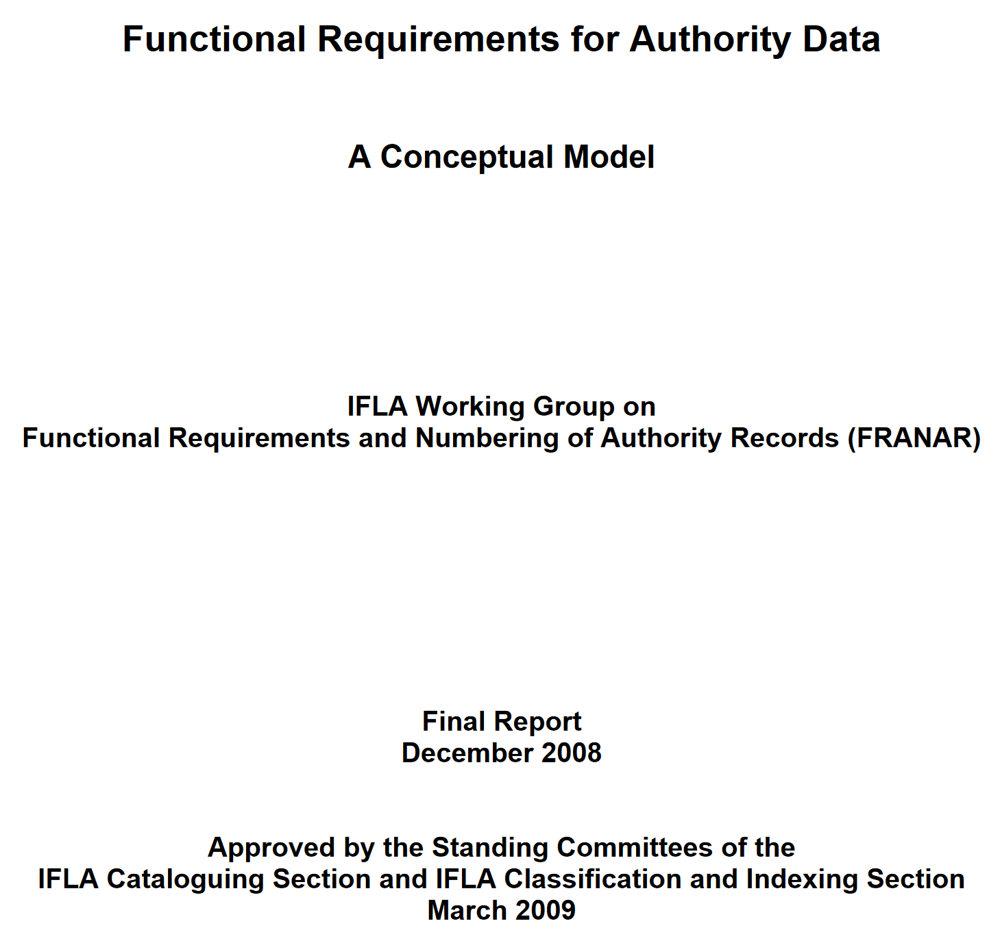 Functional Requirements for Authority Data
A Conceptual Model
IFLA Working Group on
Functional Requirements and Numbering of Authority Records (FRANAR)
Final Report
December 2008
Approved by the Standing Committees of the
IFLA Cataloguing Section and IFLA Classification and Indexing Section
March 2009